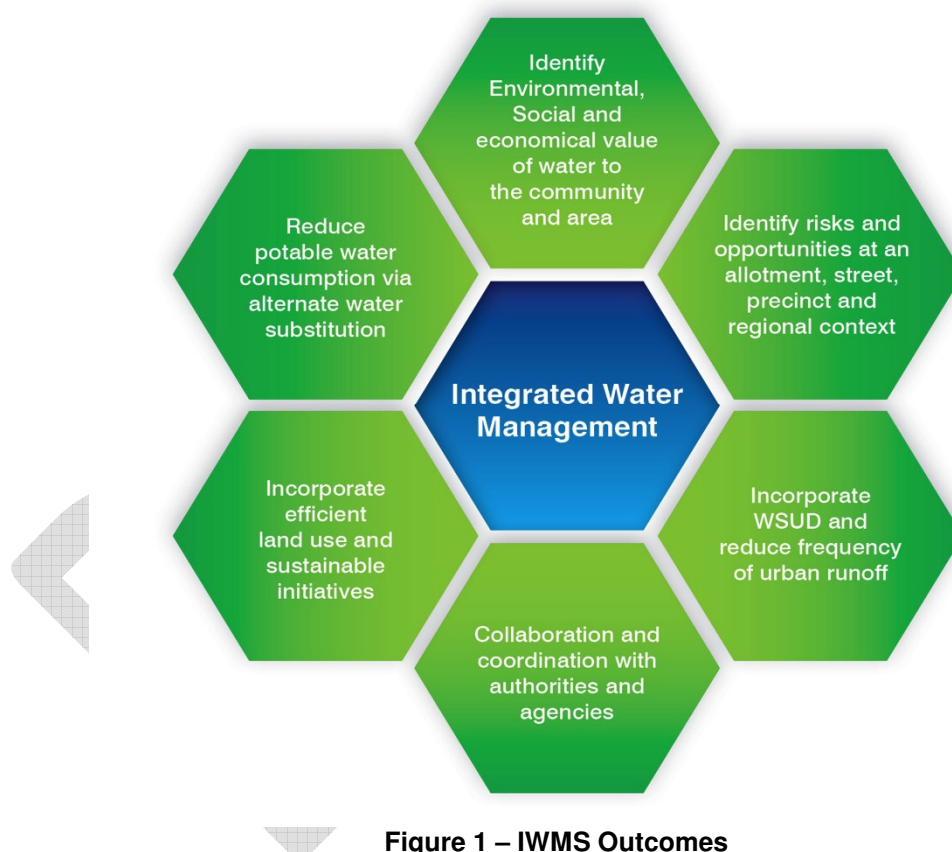 Identify
Environmental,
Social and
economical value
of water to
the community
and area
Reduce
potable water
consumption via
alternate water
substitution
Identify risks and
opportunities at an
allotment, street,
precinct and
regional context
Integrated Water
Management
Incorporate
efficient
land use and
sustainable
initiatives
Incorporate
WSUD and
reduce frequency
of urban runoff
Collaboration and
coordination with
authorities and
agencies
Figure 1 – IWMS Outcomes